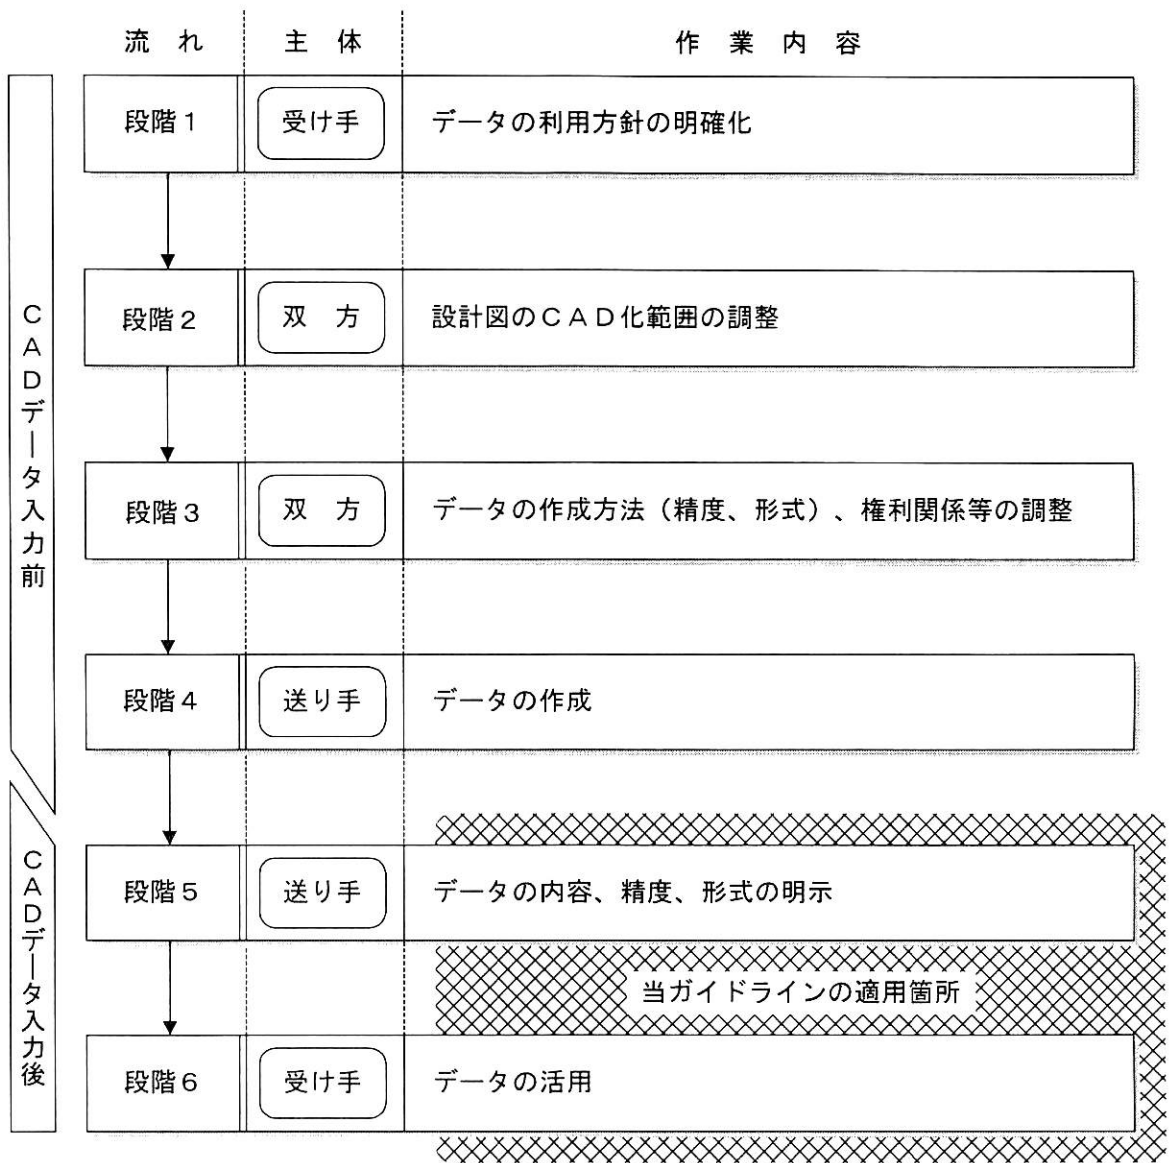 流れ 主体 作業内容
段階1 受け手 データの利用方針の明確化
段階2 双方 設計図のCAD化範囲の調整
段階3 双方 データの作成方法（精度、形式）、権利関係等の調整
段階4 送り手 データの作成
段階5 送り手 データの内容、精度、形式の明示
当ガイドラインの適用箇所
段階6 受け手 データの活用
CADデータ入力前
CADデータ入力後